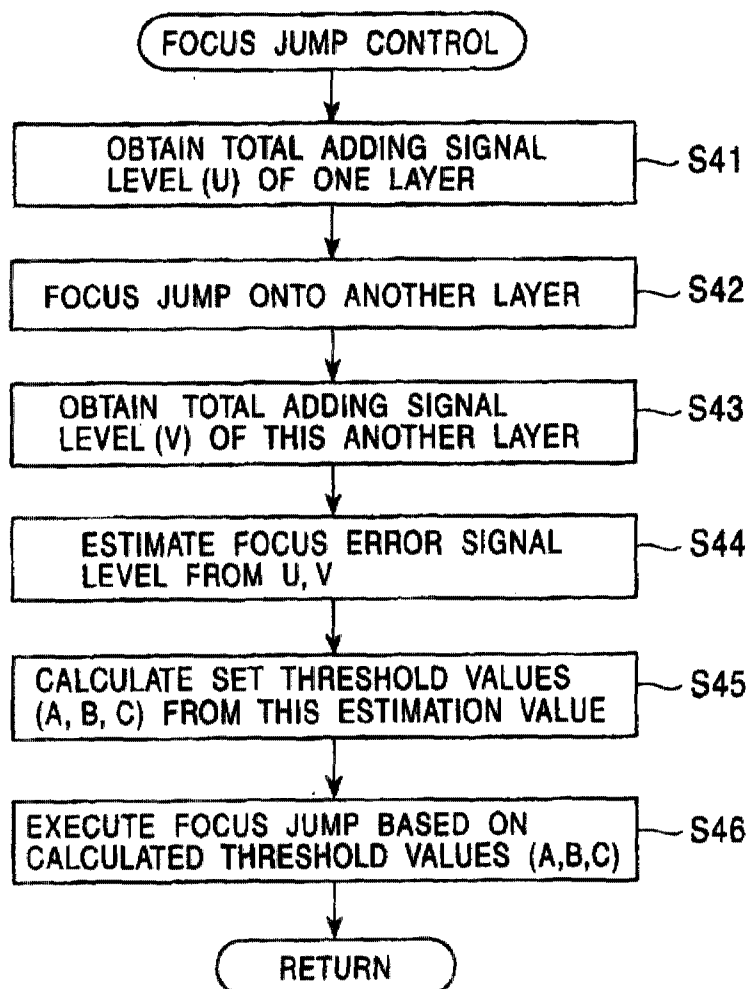 FOCUS JUMP CONTROL
OBTAIN TOTAL ADDING SIGNAL
LEVEL (U) OF ONE LAYER
S41
FOCUS JUMP ONTO ANOTHER LAYER
S42
OBTAIN TOTAL ADDING SIGNAL
LEVEL (V) OF THIS ANOTHER LAYER
S43
ESTIMATE FOCUS ERROR SIGNAL
LEVEL FROM U, V
S44
CALCULATE SET THRESHOLD VALUES
(A, B, C) FROM THIS ESTIMATION VALUE
S45
EXECUTE FOCUS JUMP BASED ON
CALCULATED THRESHOLD VALUES (A,B,C)
S46
RETURN